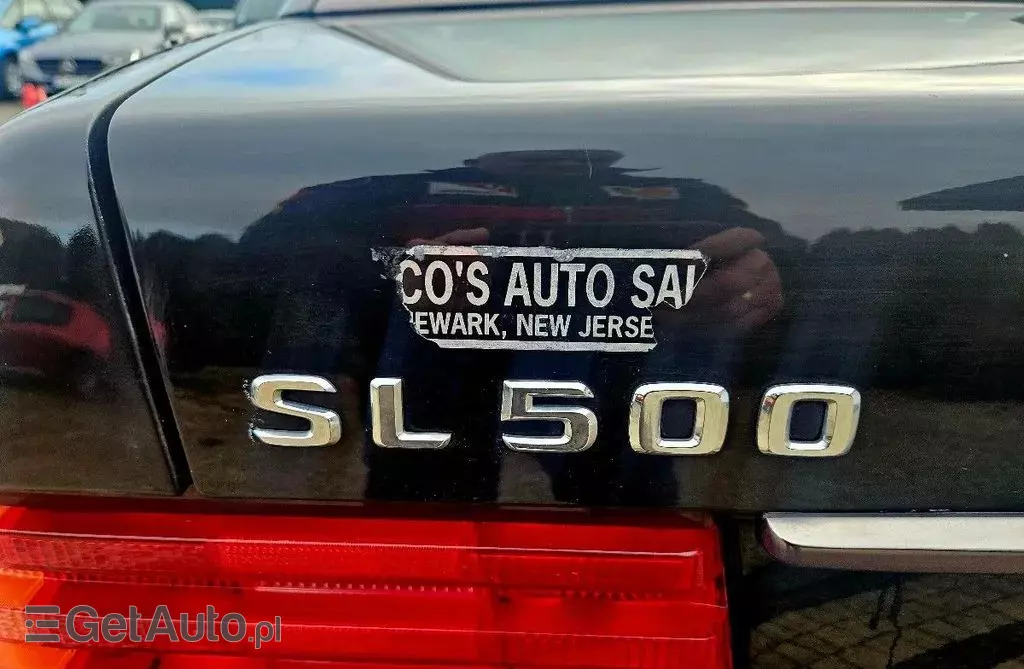 CO'S AUTO SA
EWARK, NEW JERSE
SL500
GetAuto.pl